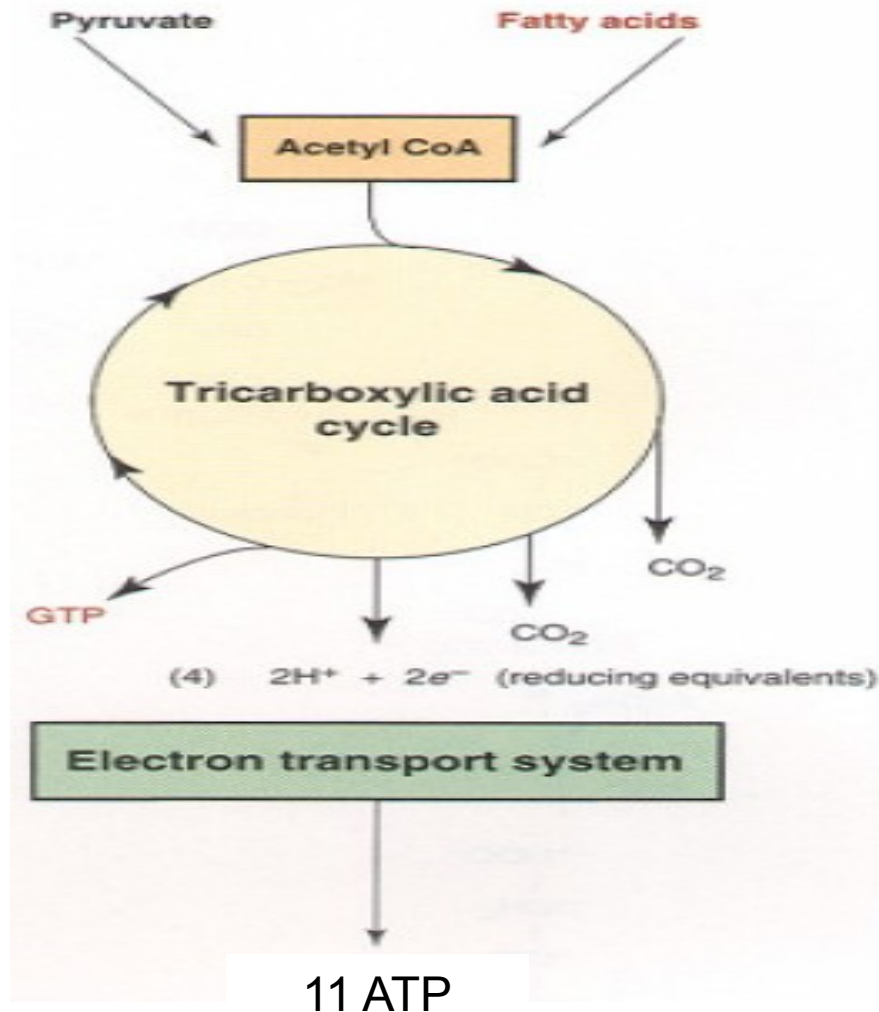 Pyruvate
Fatty acids
Acetyl CoA
Tricarboxylic acid
cycle
CO₂
GTP
CO₂
(4) 2H⁺ + 2e⁻ (reducing equivalents)
Electron transport system
11 ATP